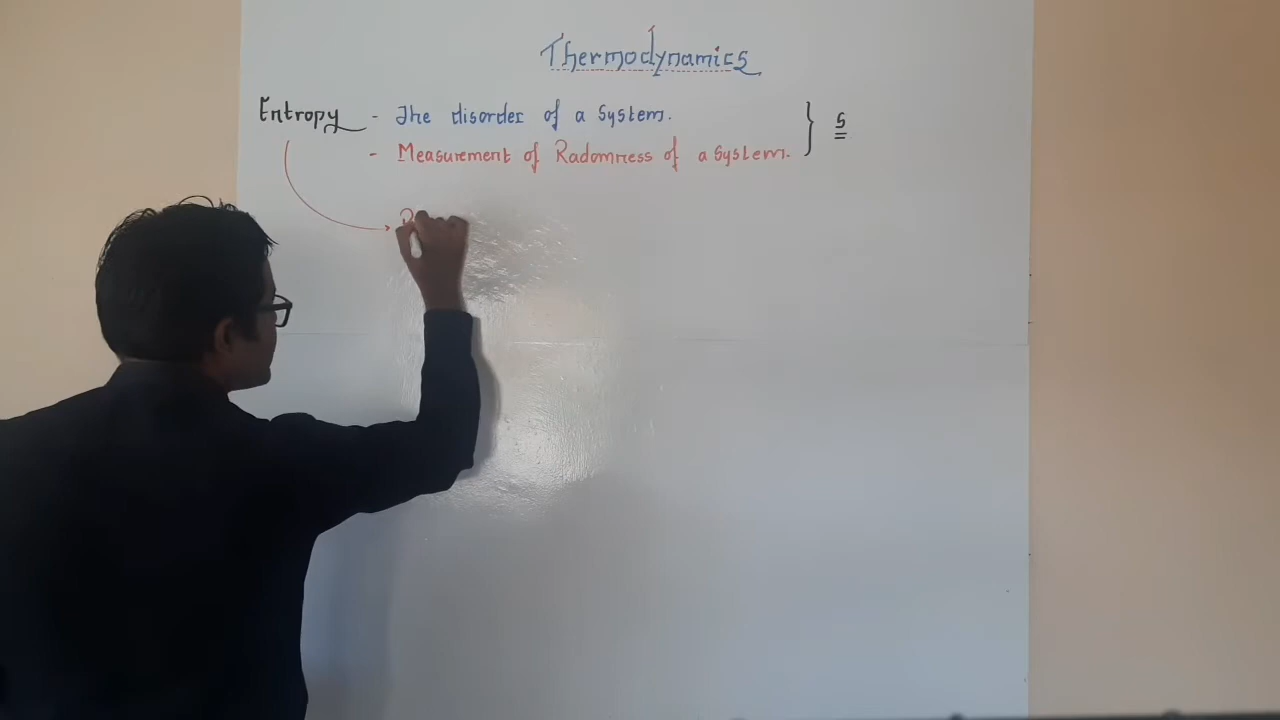 Thermodynamics
Entropy - The disorder of a System. } S
- Measurement of Radomness of a System.